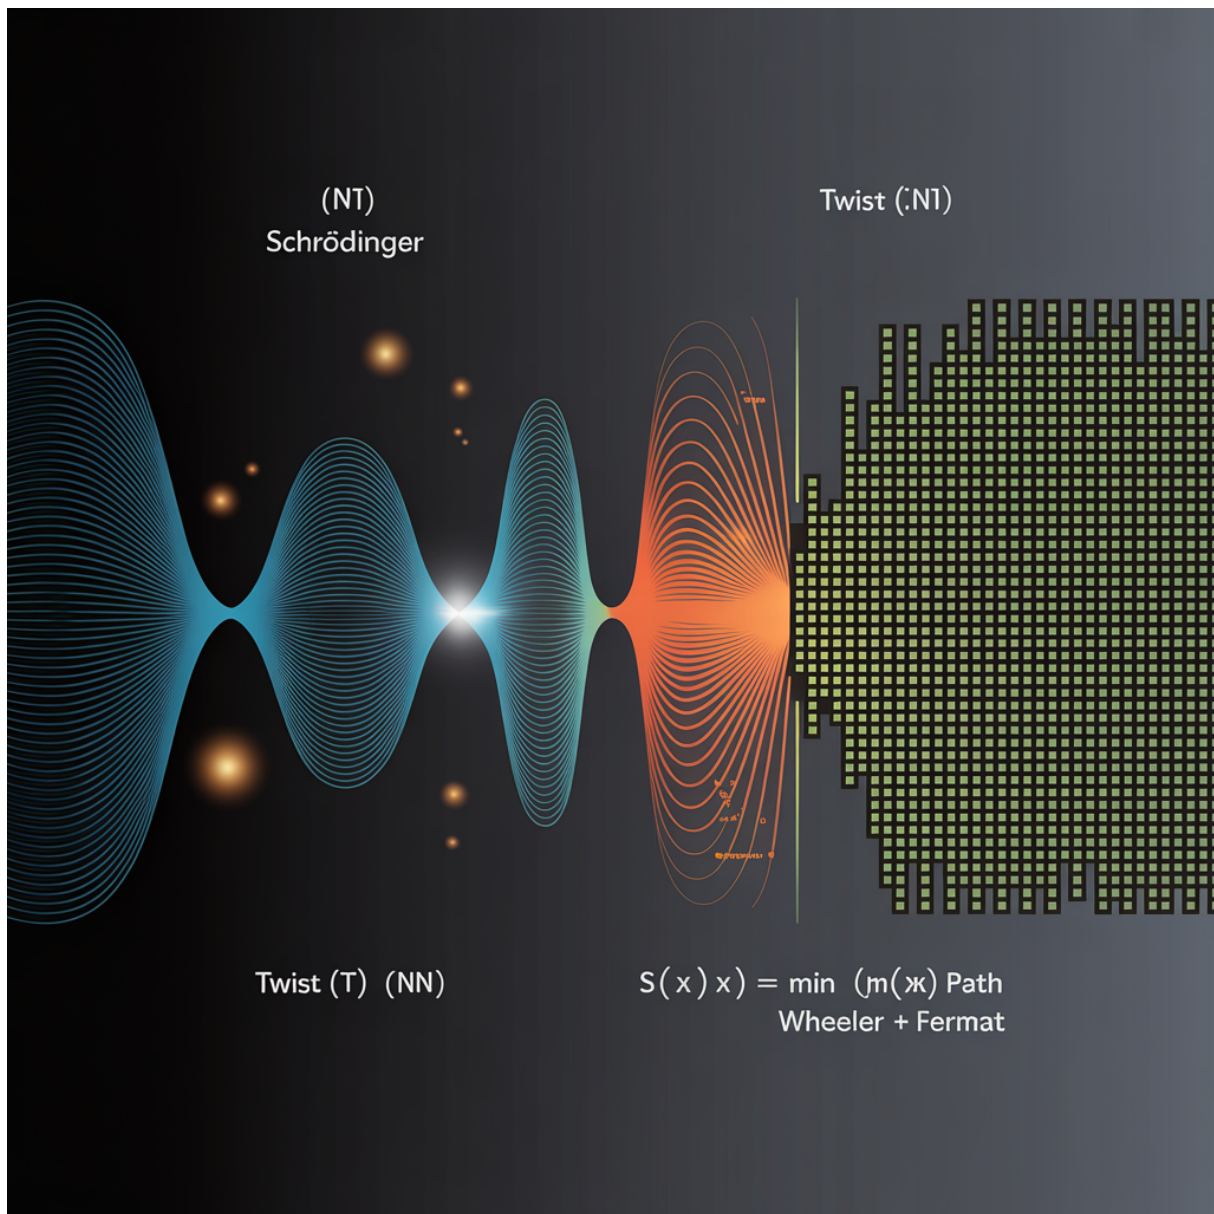 (NT)
Schrödinger
Twist (:N1)
Twist (T) (NN)
S(x)x) = min (m(ж) Path
Wheeler + Fermat